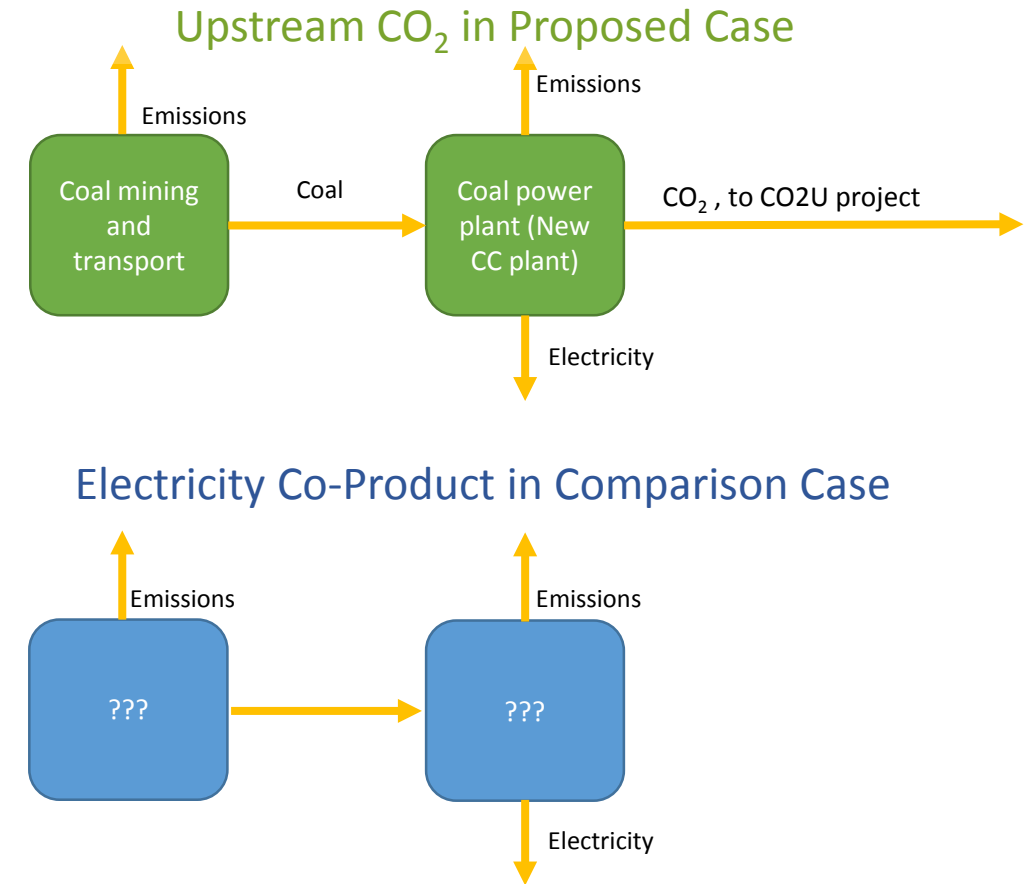 Upstream CO₂ in Proposed Case
Emissions
Emissions
Coal mining
and
transport
Coal
Coal power
plant (New
CC plant)
CO₂ , to CO2U project
Electricity
Electricity Co-Product in Comparison Case
Emissions
Emissions
???
???
Electricity